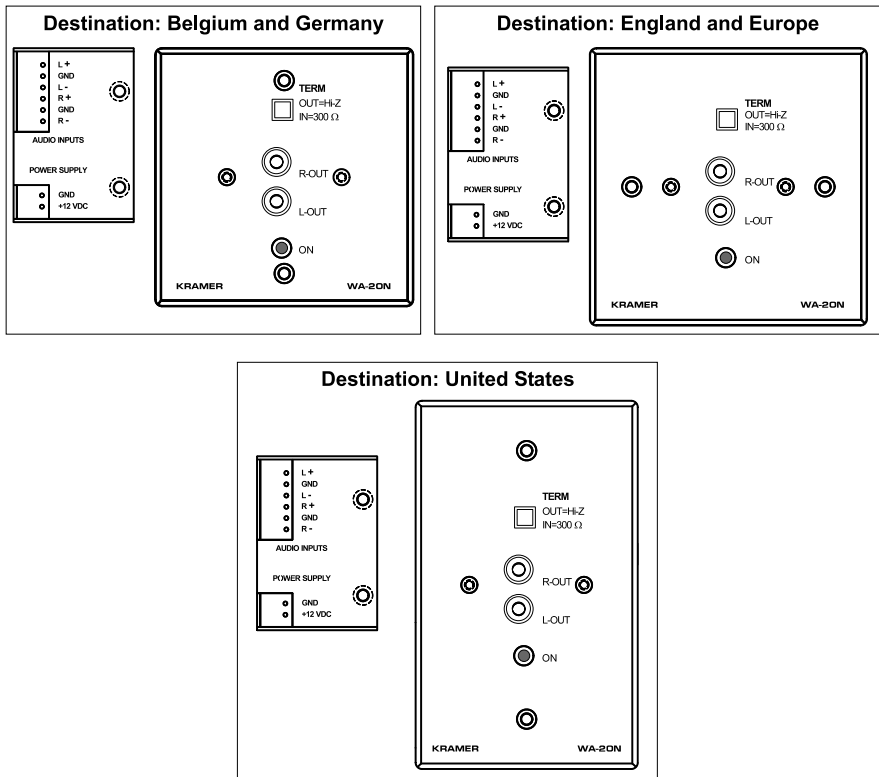 Destination: Belgium and Germany
L +
GND
L -
R +
GND
R -
AUDIO INPUTS
POWER SUPPLY
GND
+12 VDC
TERM
OUT=Hi-Z
IN=300 Ω
R-OUT
L-OUT
ON
KRAMER
WA-20N
Destination: England and Europe
L +
GND
L -
R +
GND
R -
AUDIO INPUTS
POWER SUPPLY
GND
+12 VDC
TERM
OUT=Hi-Z
IN=300 Ω
R-OUT
L-OUT
ON
KRAMER
WA-20N
Destination: United States
L +
GND
L -
R +
GND
R -
AUDIO INPUTS
POWER SUPPLY
GND
+12 VDC
TERM
OUT=Hi-Z
IN=300 Ω
R-OUT
L-OUT
ON
KRAMER
WA-20N